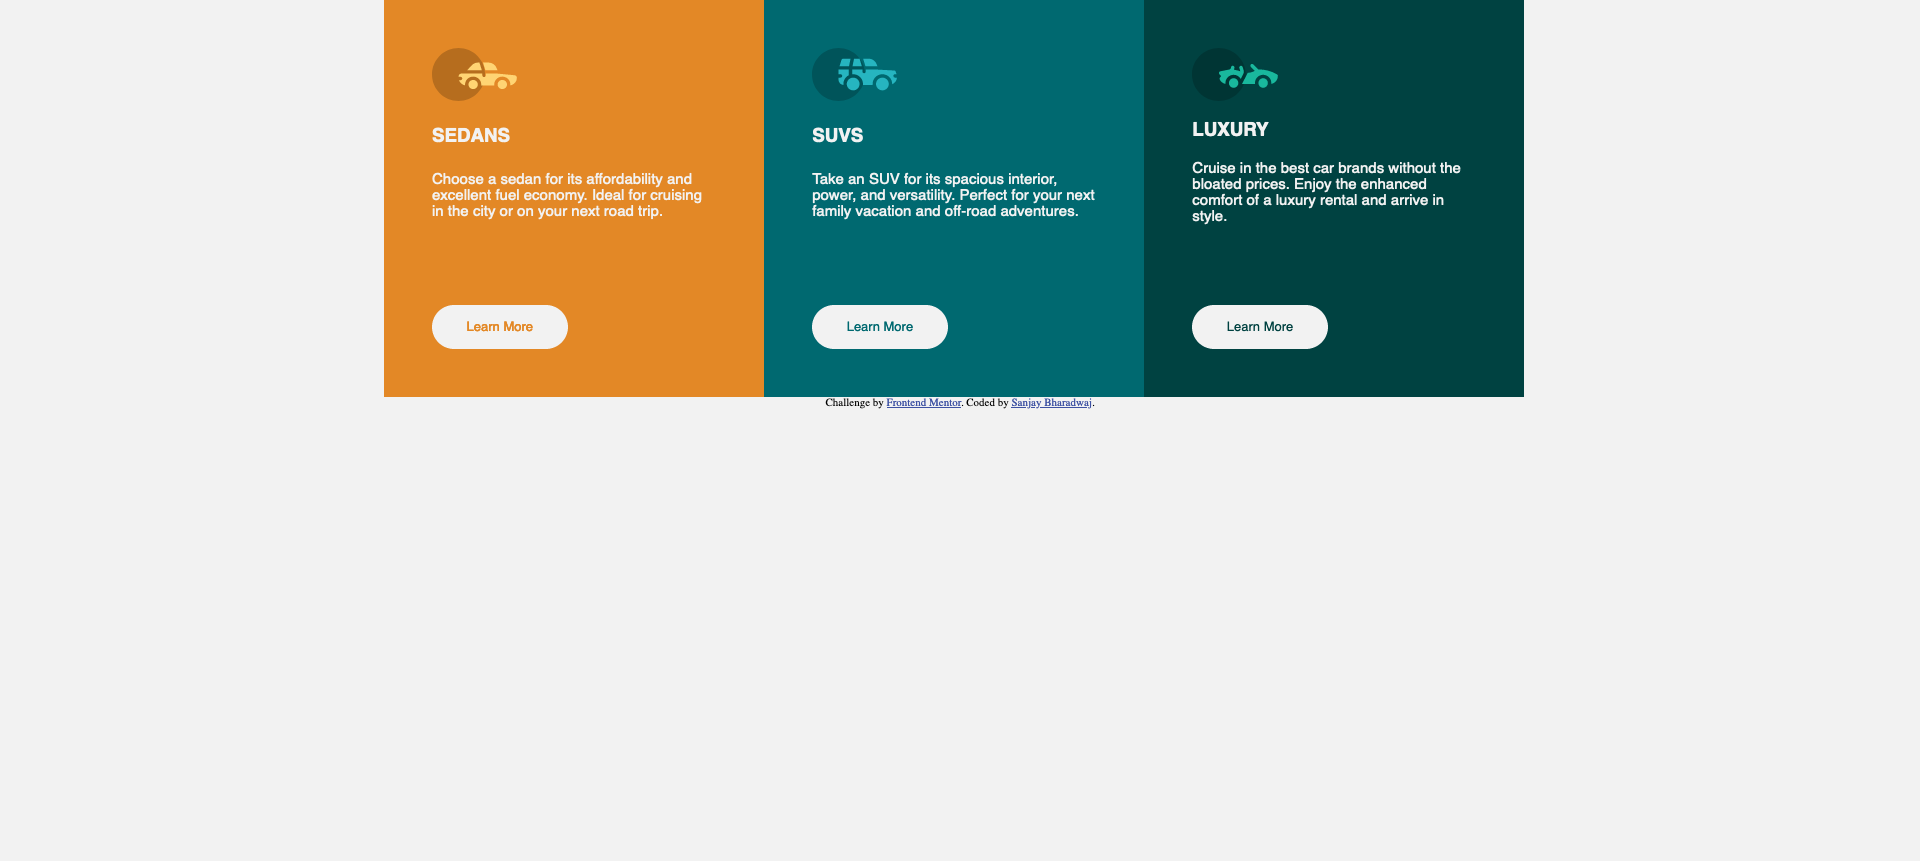 SEDANS
Choose a sedan for its affordability and
excellent fuel economy. Ideal for cruising
in the city or on your next road trip.
Learn More
SUVS
Take an SUV for its spacious interior,
power, and versatility. Perfect for your next
family vacation and off-road adventures.
Learn More
LUXURY
Cruise in the best car brands without the
bloated prices. Enjoy the enhanced
comfort of a luxury rental and arrive in
style.
Learn More
Challenge by Frontend Mentor. Coded by Sanjay Bharadwaj.